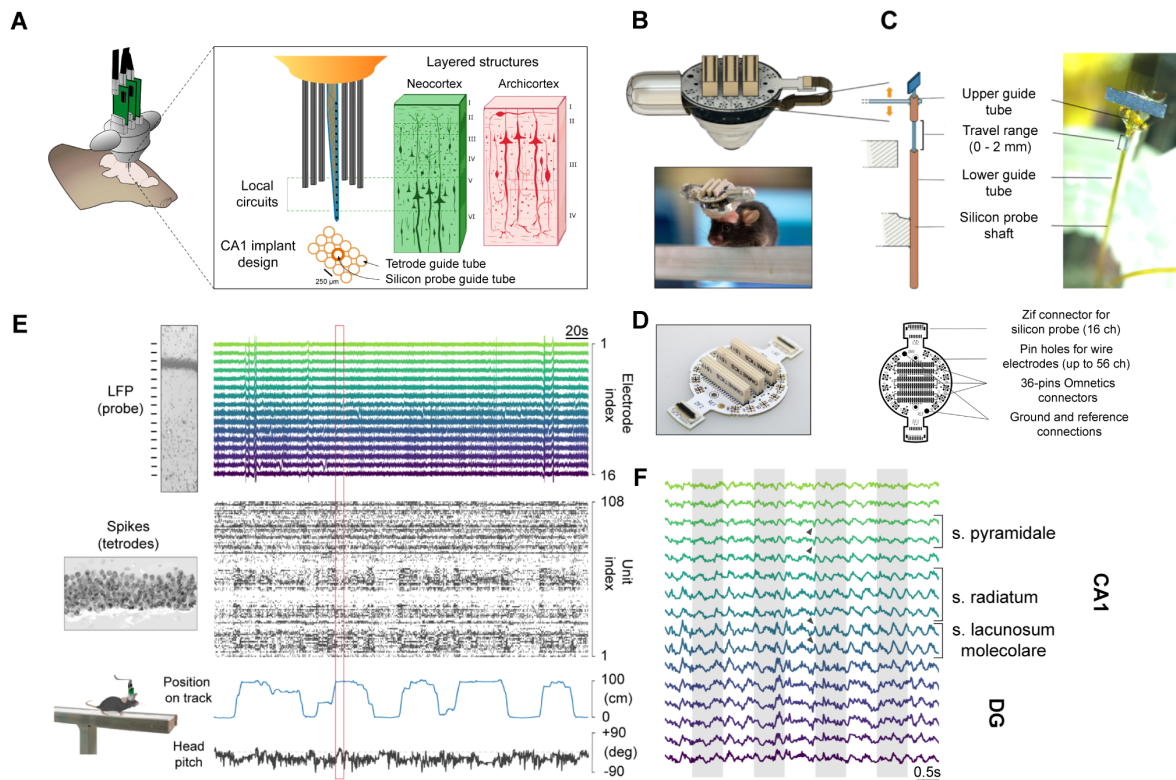 A
Layered structures
Neocortex
Archicortex
I
II
III
IV
V
VI
I
II
III
IV
Local
circuits
CA1 implant
design
250 µm
Tetrode guide tube
Silicon probe guide tube
B
C
Upper guide
tube
Travel range
(0 - 2 mm)
Lower guide
tube
Silicon probe
shaft
D
Zif connector for
silicon probe (16 ch)
Pin holes for wire
electrodes (up to 56 ch)
36-pins Omnetics
connectors
Ground and reference
connections
E
20s
LFP
(probe)
1
Electrode
index
16
Spikes
(tetrodes)
108
Unit
index
1
Position
on track
100
(cm)
0
Head
pitch
+90
(deg)
-90
F
s. pyramidale
s. radiatum
s. lacunosum
molecolare
CA1
DG
0.5s